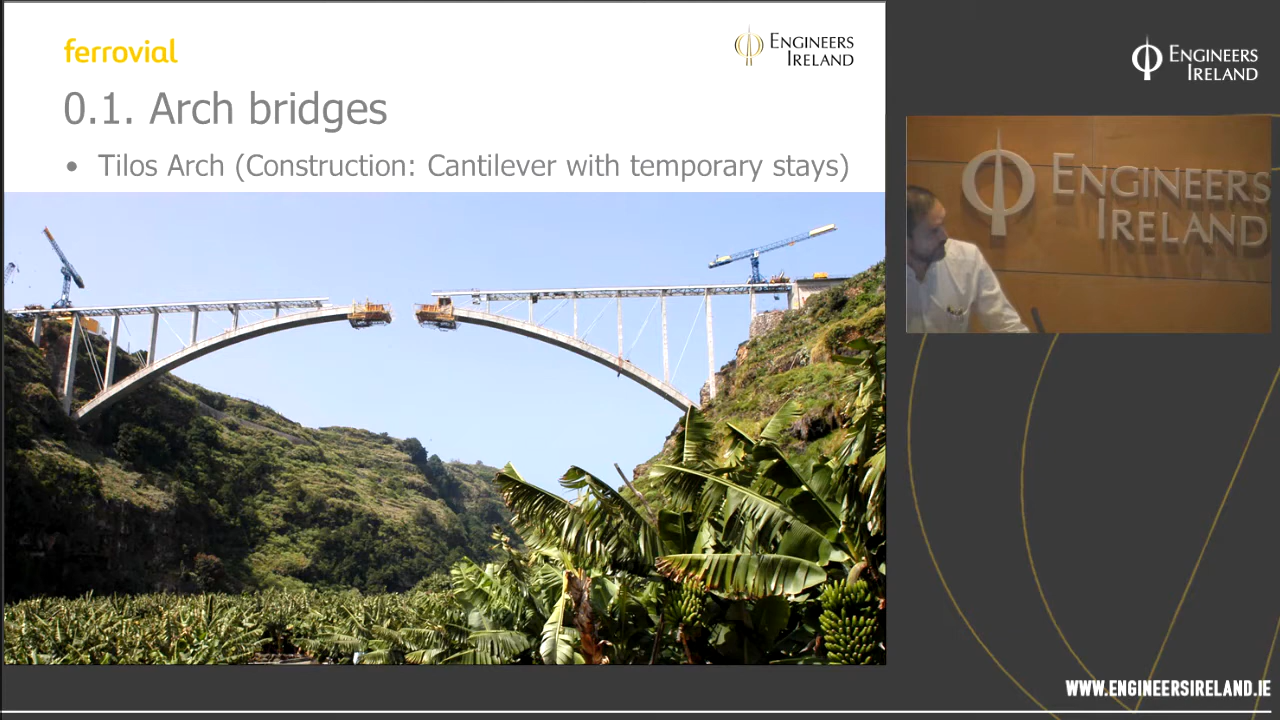 ferrovial
ENGINEERS
IRELAND
0.1. Arch bridges
• Tilos Arch (Construction: Cantilever with temporary stays)
ENGINEERS
IRELAND
ENGINEERS
IRELAND
WWW.ENGINEERSIRELAND.IE